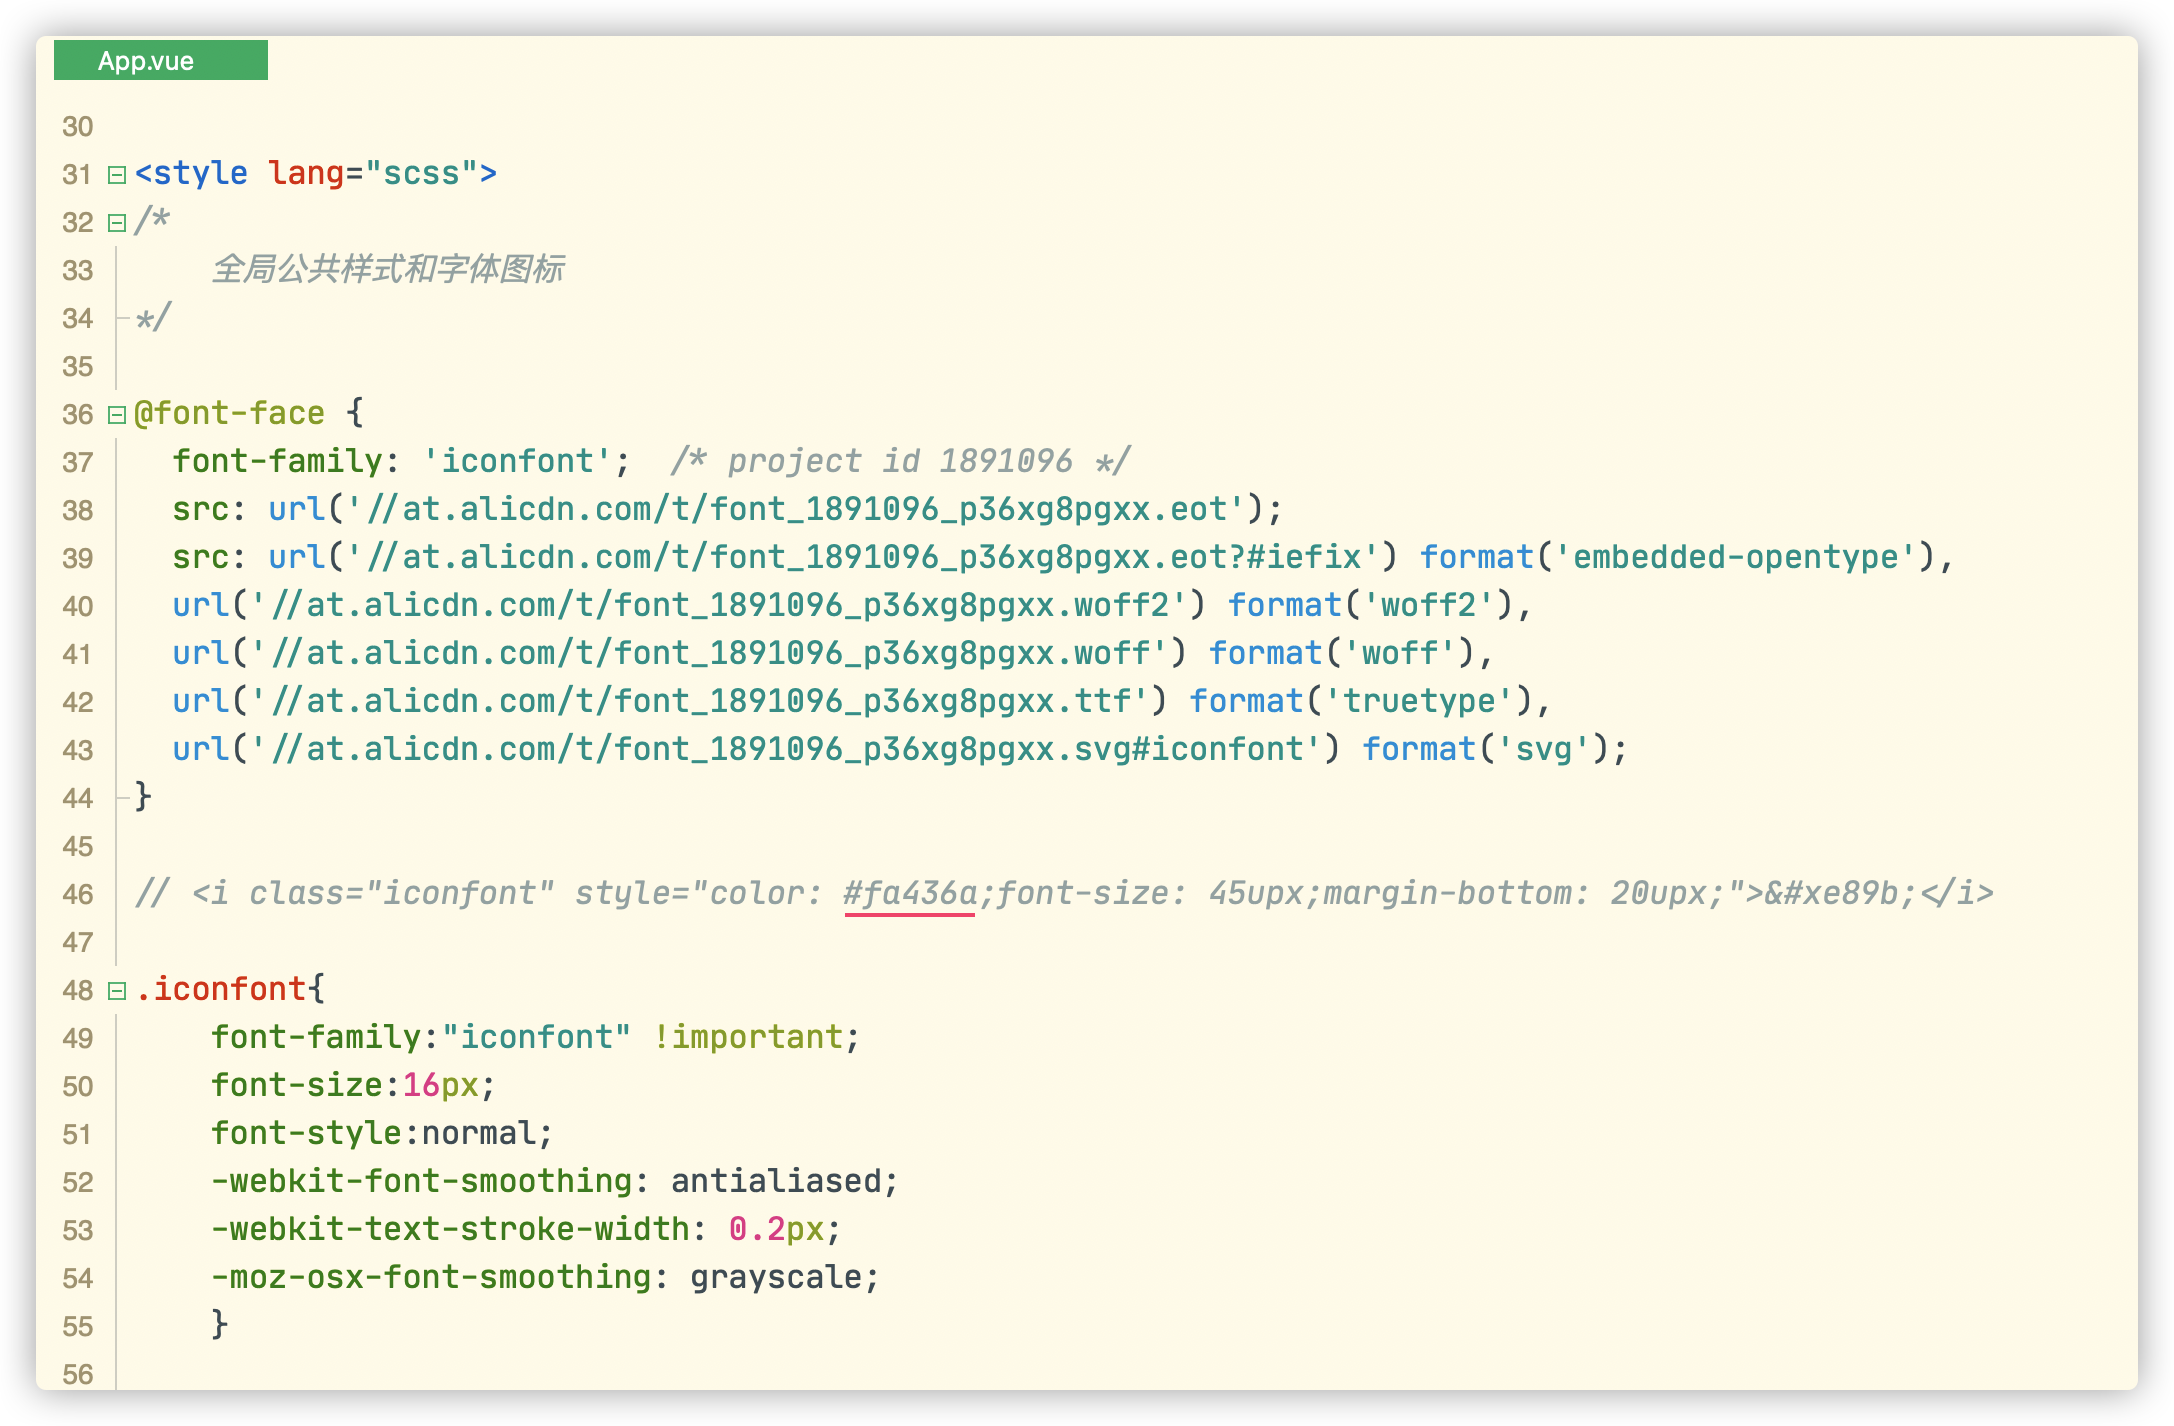 App.vue
30
31 <style lang="scss">
32 /*
33     全局公共样式和字体图标
34 */
35
36 @font-face {
37   font-family: 'iconfont';  /* project id 1891096 */
38   src: url('//at.alicdn.com/t/font_1891096_p36xg8pgxx.eot');
39   src: url('//at.alicdn.com/t/font_1891096_p36xg8pgxx.eot?#iefix') format('embedded-opentype'),
40   url('//at.alicdn.com/t/font_1891096_p36xg8pgxx.woff2') format('woff2'),
41   url('//at.alicdn.com/t/font_1891096_p36xg8pgxx.woff') format('woff'),
42   url('//at.alicdn.com/t/font_1891096_p36xg8pgxx.ttf') format('truetype'),
43   url('//at.alicdn.com/t/font_1891096_p36xg8pgxx.svg#iconfont') format('svg');
44 }
45
46 // <i class="iconfont" style="color: #fa436a;font-size: 45upx;margin-bottom: 20upx;">&#xe89b;</i>
47
48 .iconfont{
49     font-family:"iconfont" !important;
50     font-size:16px;
51     font-style:normal;
52     -webkit-font-smoothing: antialiased;
53     -webkit-text-stroke-width: 0.2px;
54     -moz-osx-font-smoothing: grayscale;
55     }
56